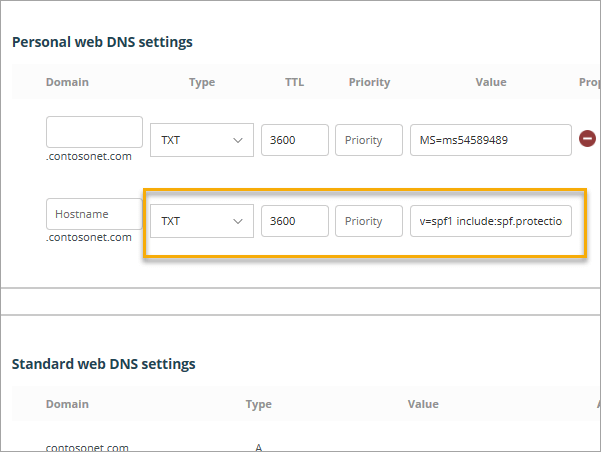 Personal web DNS settings
Domain Type TTL Priority Value Prop
TXT 3600 Priority MS=ms54589489
.contosonet.com
Hostname TXT 3600 Priority v=spf1 include:spf.protectio
.contosonet.com
Standard web DNS settings
Domain Type Value A
contosonet.com A